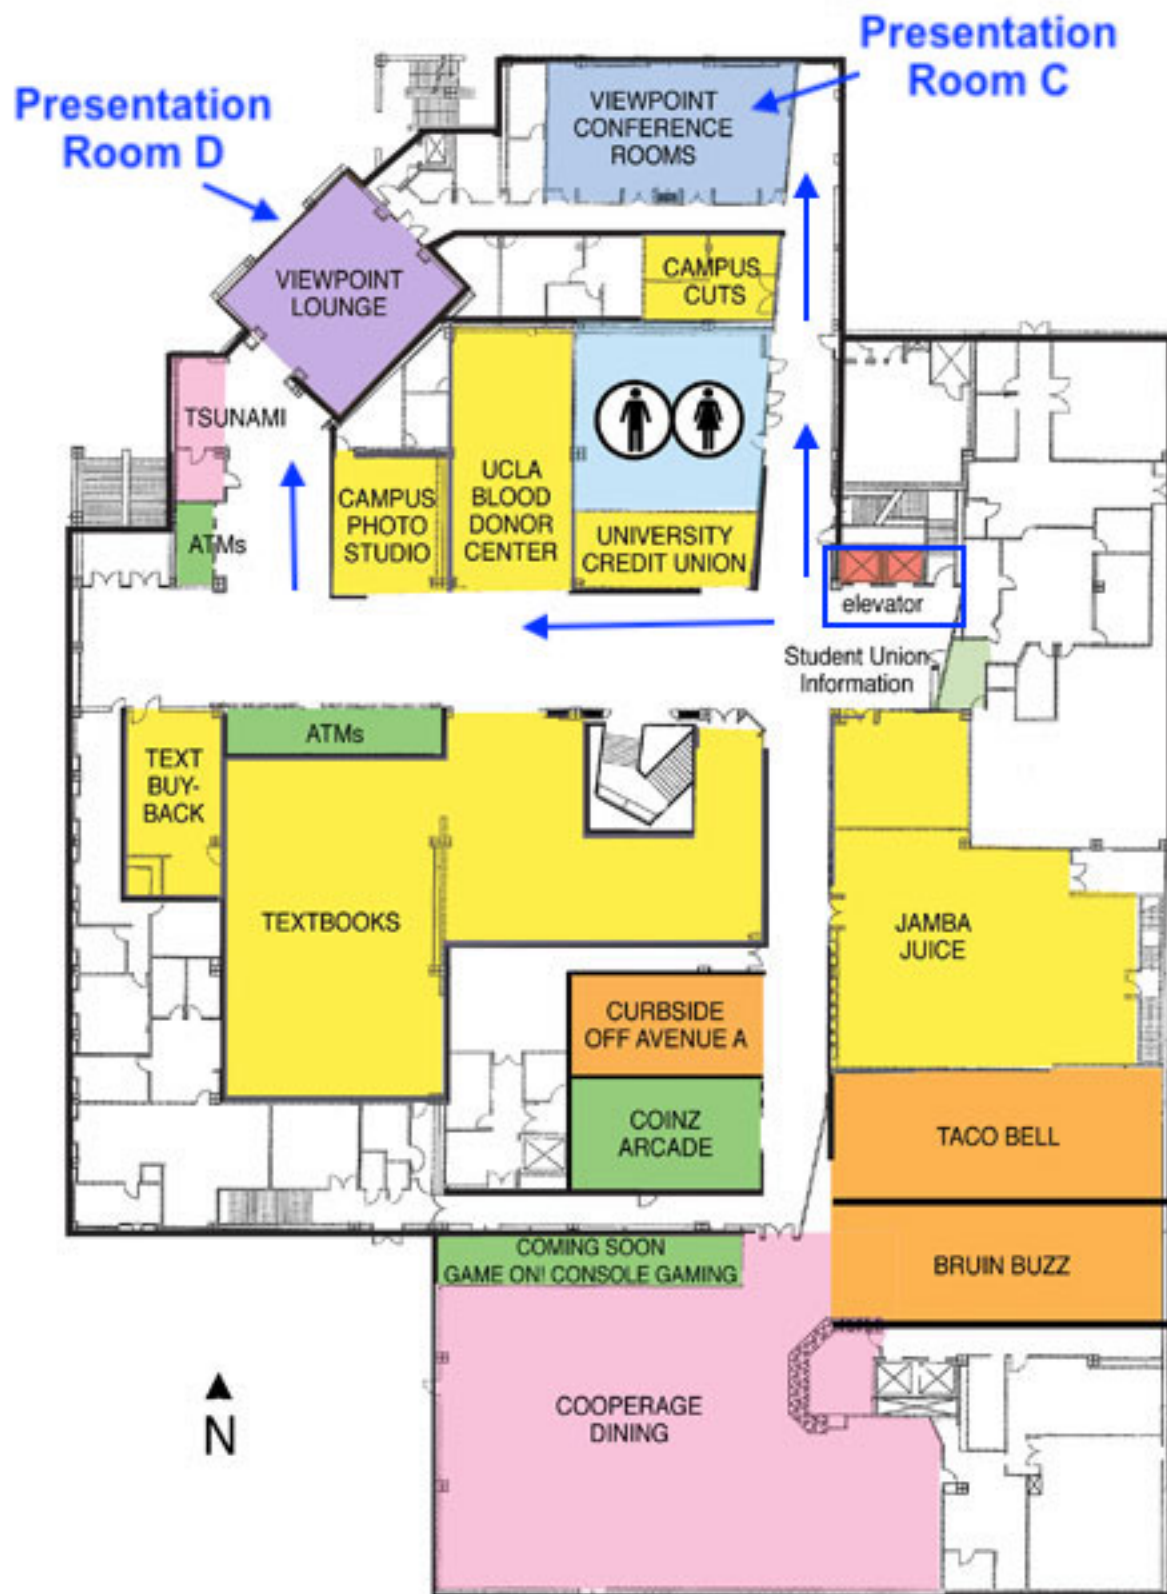 Presentation
Room C
Presentation
Room D
VIEWPOINT
CONFERENCE
ROOMS
VIEWPOINT
LOUNGE
CAMPUS
CUTS
TSUNAMI
UCLA
BLOOD
DONOR
CENTER
CAMPUS
PHOTO
STUDIO
UNIVERSITY
CREDIT UNION
ATMs
elevator
Student Union
Information
ATMs
TEXT
BUY-
BACK
TEXTBOOKS
JAMBA
JUICE
CURBSIDE
OFF AVENUE A
COINZ
ARCADE
TACO BELL
COMING SOON
GAME ON! CONSOLE GAMING
BRUIN BUZZ
COOPERAGE
DINING
N